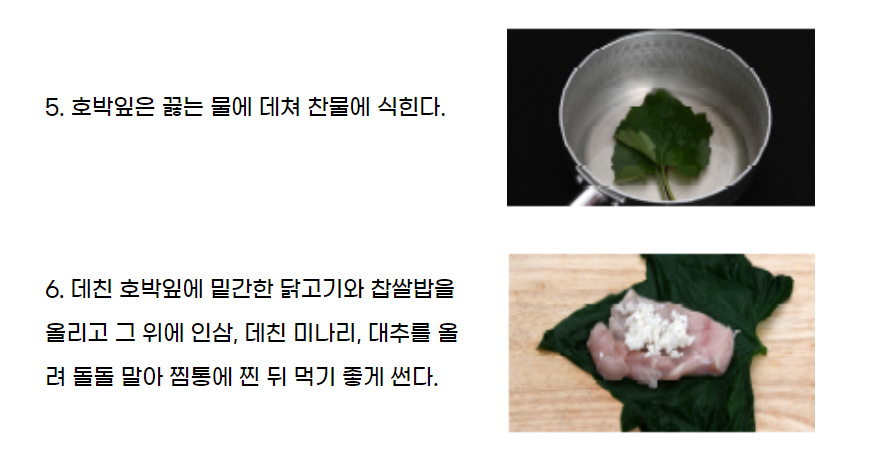 5. 호박잎은 끓는 물에 데쳐 찬물에 식힌다.
6. 데친 호박잎에 밑간한 닭고기와 찹쌀밥을
올리고 그 위에 인삼, 데친 미나리, 대추를 올
려 돌돌 말아 찜통에 찐 뒤 먹기 좋게 썬다.